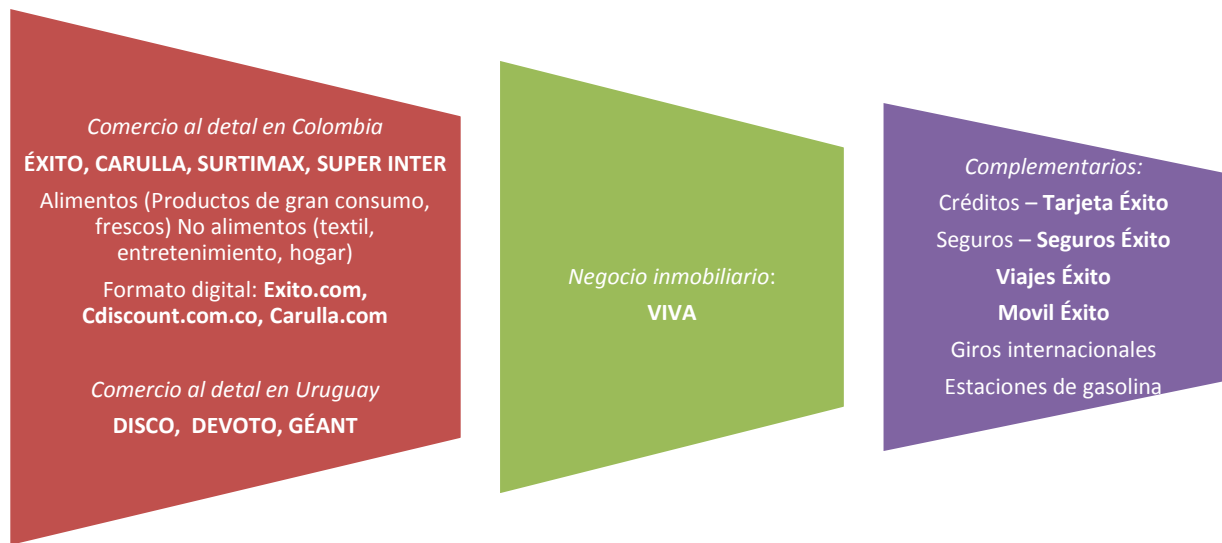 Comercio al detal en Colombia
ÉXITO, CARULLA, SURTIMAX, SUPER INTER
Alimentos (Productos de gran consumo,
frescos) No alimentos (textil,
entretenimiento, hogar)
Formato digital: Exito.com,
Cdiscount.com.co, Carulla.com
Comercio al detal en Uruguay
DISCO, DEVOTO, GÉANT
Negocio inmobiliario:
VIVA
Complementarios:
Créditos – Tarjeta Éxito
Seguros – Seguros Éxito
Viajes Éxito
Movil Éxito
Giros internacionales
Estaciones de gasolina